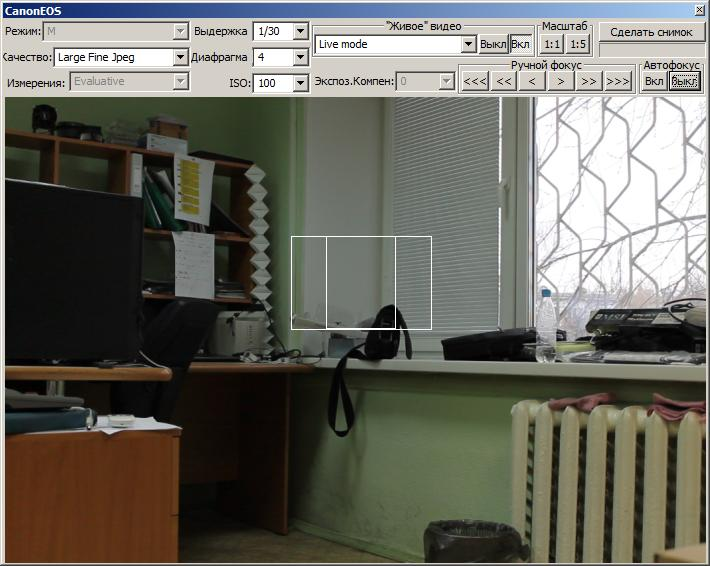 CanonEOS
Режим: M Выдержка 1/30 "Живое" видео Масштаб Сделать снимок
Live mode Выкл Вкл 1:1 1:5
Качество: Large Fine Jpeg Диафрагма 4 Ручной фокус Автофокус
Измерения: Evaluative ISO: 100 Экспоз.Компен: 0 <<< << < > >> >>> Вкл Выкл